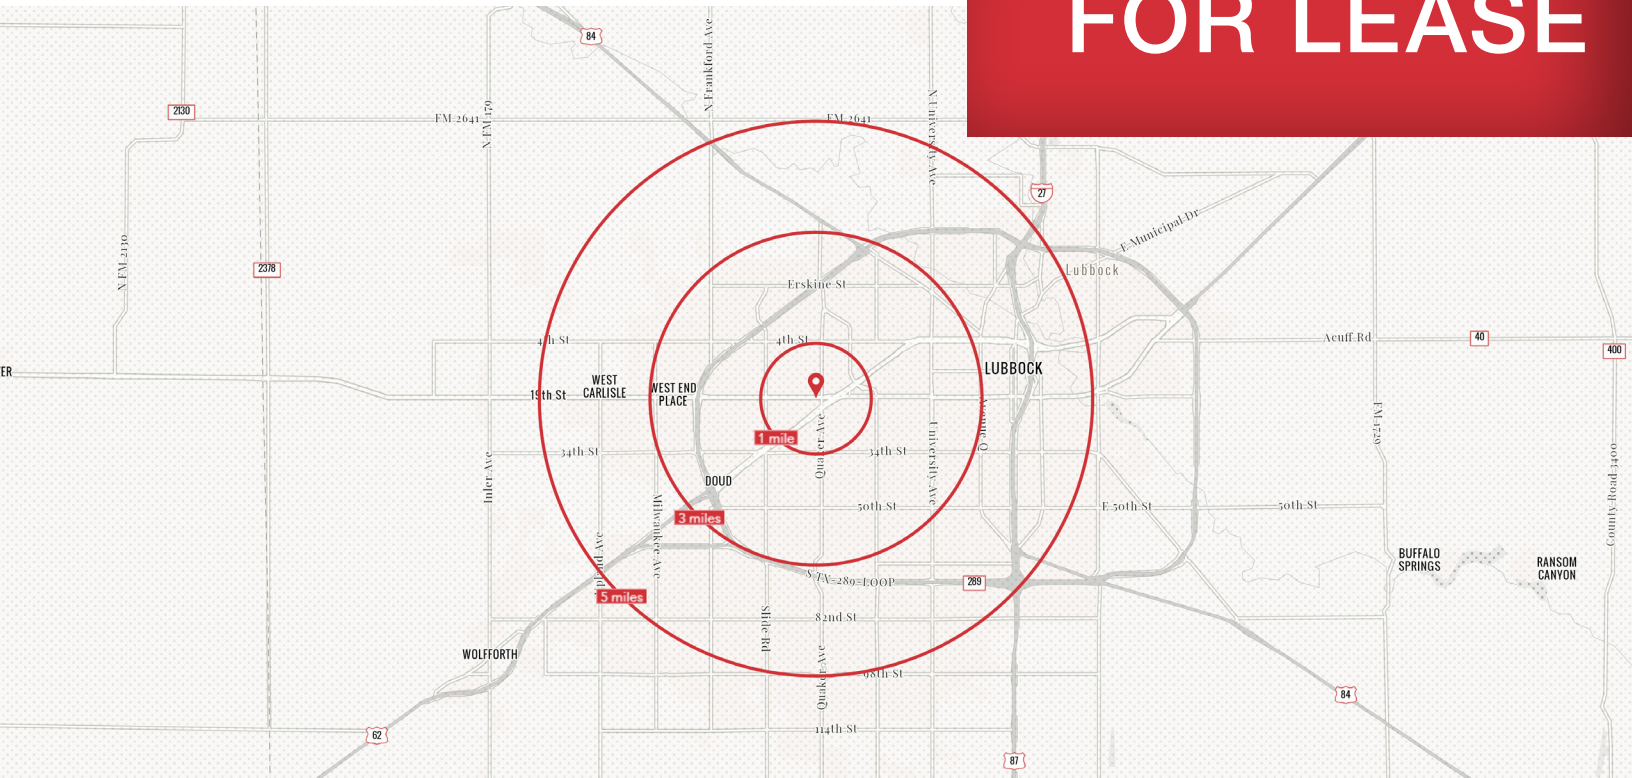 FOR LEASE
84
N Frankford Ave
2130
N FM 179
FM 2641
FM 2641
N University Ave
27
N FM 2130
2378
E Municipal Dr
Lubbock
Erskine St
4th St
4th St
Acuff Rd
40
400
LUBBOCK
WEST
CARLISLE
WEST END
PLACE
19th St
1 mile
Quaker Ave
Avenue Q
FM 1729
34th St
34th St
University Ave
Inler Ave
DOUD
Milwaukee Ave
3 miles
50th St
E 50th St
50th St
County Road 3400
Upland Ave
BUFFALO
SPRINGS
RANSOM
CANYON
S TX-289-LOOP
289
5 miles
Slide Rd
82nd St
WOLFFORTH
Quaker Ave
98th St
84
62
114th St
87